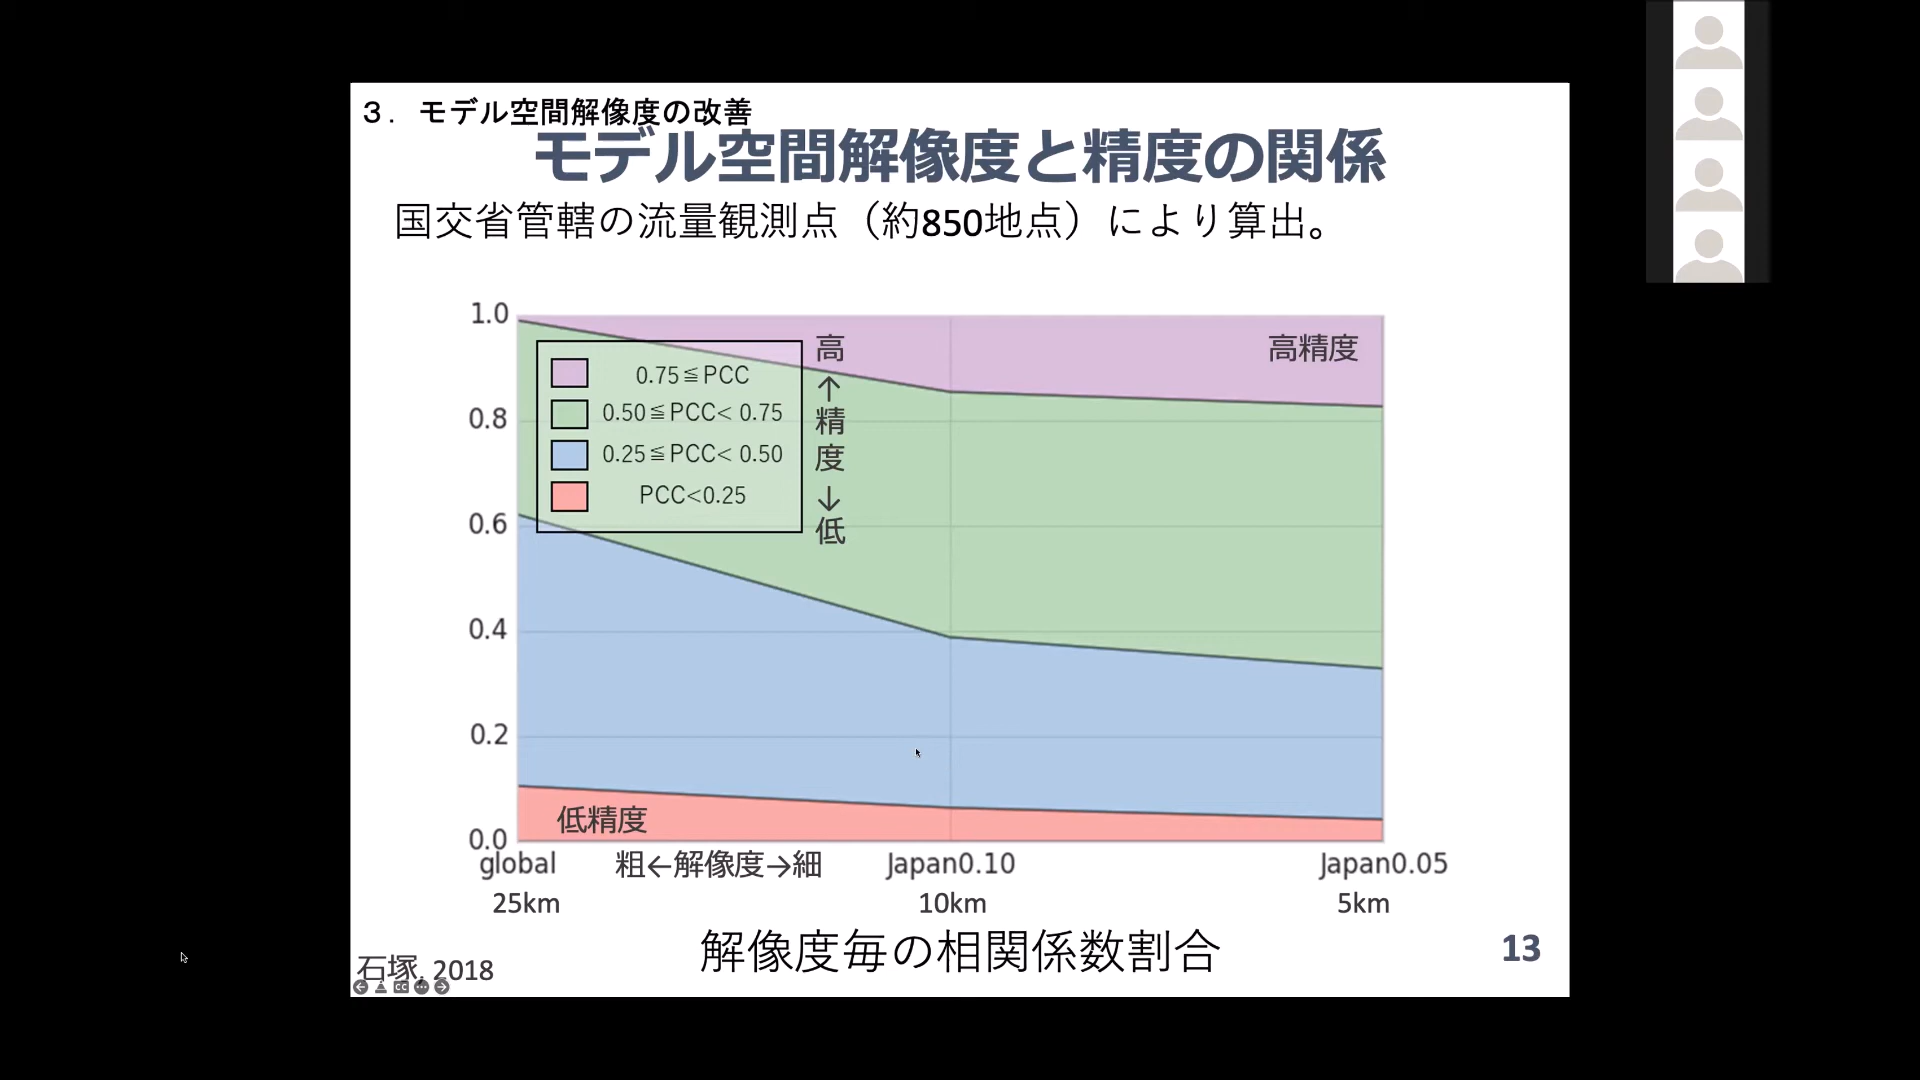 ３．モデル空間解像度の改善
モデル空間解像度と精度の関係
国交省管轄の流量観測点（約850地点）により算出。
1.0
0.8
0.6
0.4
0.2
0.0
0.75≦PCC
0.50≦PCC< 0.75
0.25≦PCC< 0.50
PCC<0.25
高
↑
精
度
↓
低
高精度
低精度
global
粗←解像度→細
Japan0.10
Japan0.05
25km
10km
5km
解像度毎の相関係数割合
石塚, 2018
13